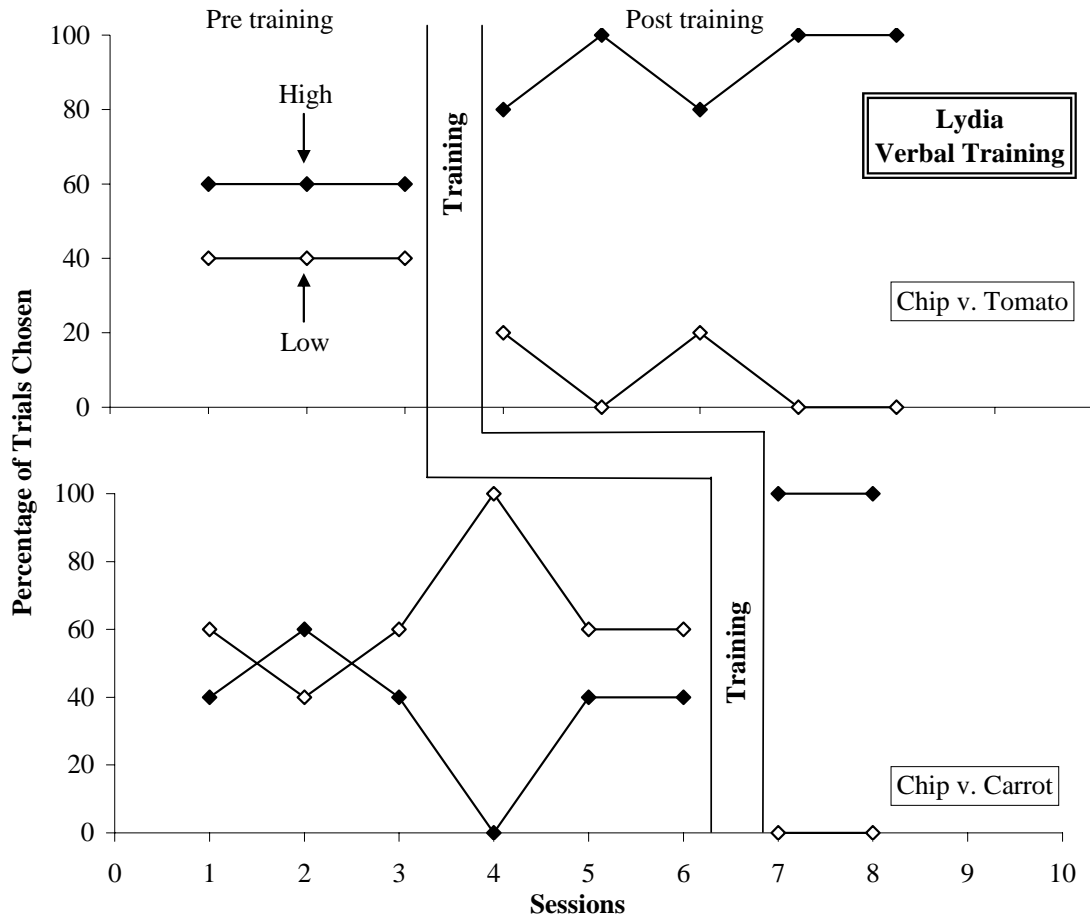 Pre training
Post training
100
80
60
40
20
0
High
Low
Training
Lydia
Verbal Training
Chip v. Tomato
Percentage of Trials Chosen
100
80
60
40
20
0
Training
Chip v. Carrot
0 1 2 3 4 5 6 7 8 9 10
Sessions